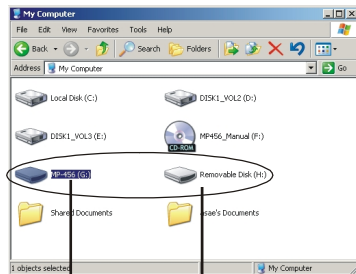 My Computer
File Edit View Favorites Tools Help
Back Search Folders
Address My Computer Go
Local Disk (C:) DISK1_VOL2 (D:)
DISK1_VOL3 (E:) MP456_Manual (F:)
CD-ROM
MP-456 (G:) Removable Disk (H:)
Shared Documents asae's Documents
1 objects selected My Computer